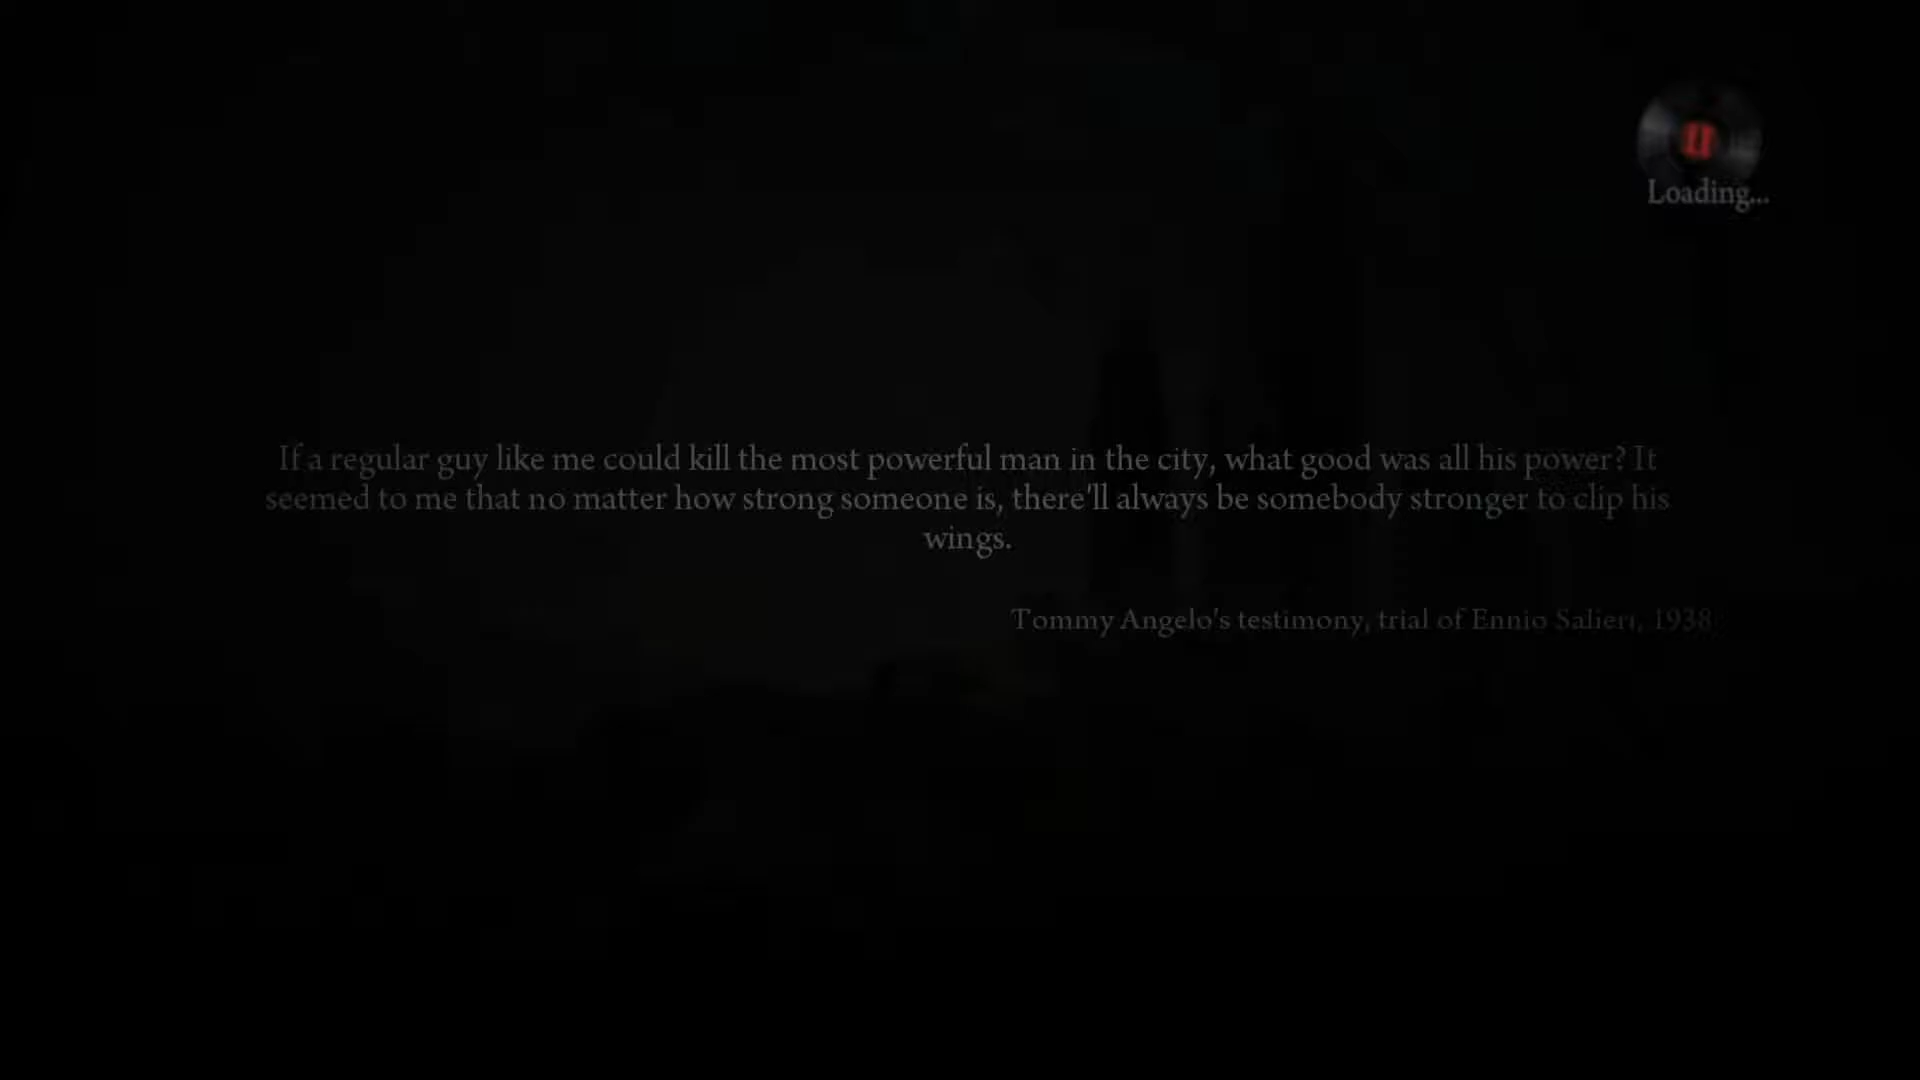 II
Loading...
If a regular guy like me could kill the most powerful man in the city, what good was all his power? It
seemed to me that no matter how strong someone is, there'll always be somebody stronger to clip his
wings.
Tommy Angelo's testimony, trial of Ennio Salieri, 1938